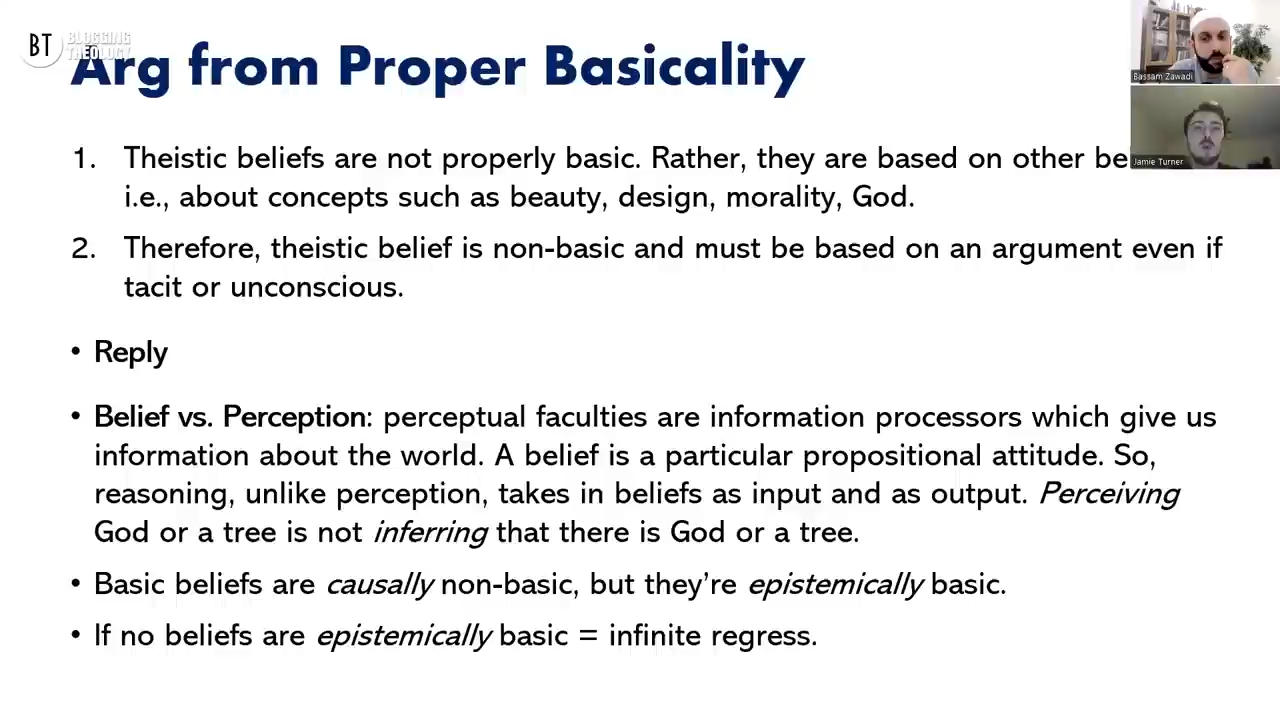 BT BLOGGING THEOLOGY
Arg from Proper Basicality
1. Theistic beliefs are not properly basic. Rather, they are based on other be
i.e., about concepts such as beauty, design, morality, God.
2. Therefore, theistic belief is non-basic and must be based on an argument even if
tacit or unconscious.
• Reply
• Belief vs. Perception: perceptual faculties are information processors which give us
information about the world. A belief is a particular propositional attitude. So,
reasoning, unlike perception, takes in beliefs as input and as output. Perceiving
God or a tree is not inferring that there is God or a tree.
• Basic beliefs are causally non-basic, but they’re epistemically basic.
• If no beliefs are epistemically basic = infinite regress.
Bassam Zawadi
Jamie Turner